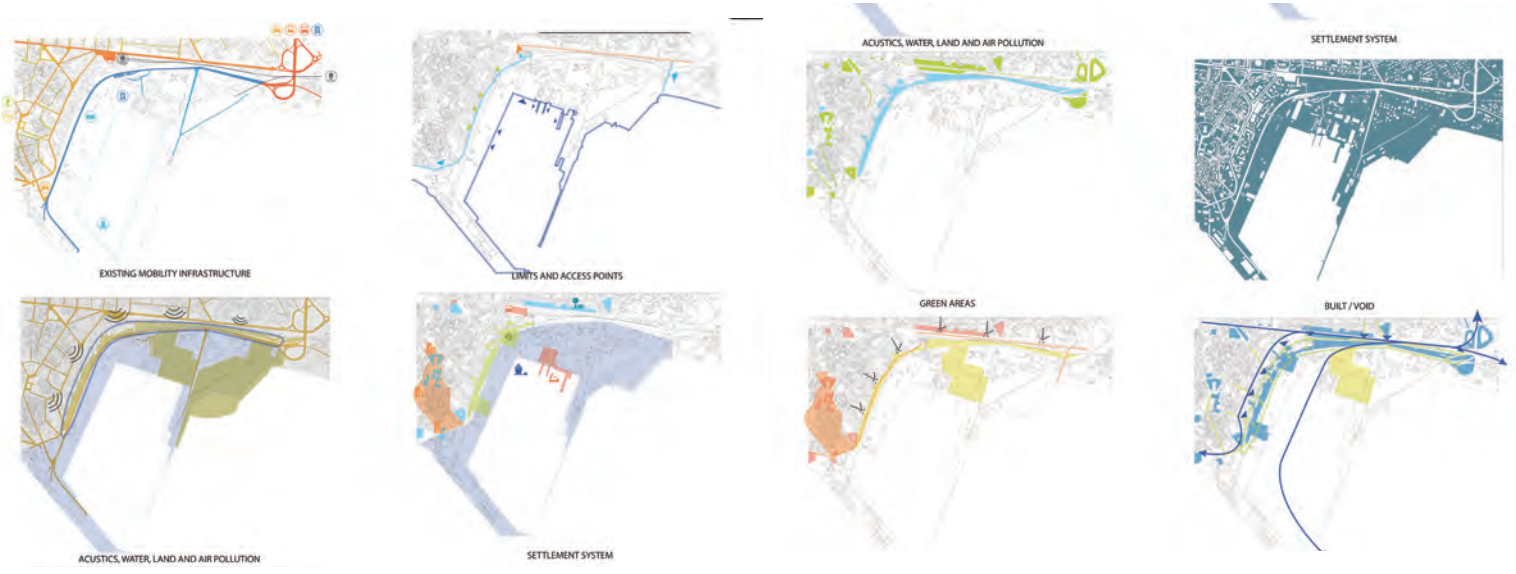 ACUSTICS, WATER, LAND AND AIR POLLUTION
SETTLEMENT SYSTEM
EXISTING MOBILITY INFRASTRUCTURE
LIMITS AND ACCESS POINTS
GREEN AREAS
BUILT / VOID
ACUSTICS, WATER, LAND AND AIR POLLUTION
SETTLEMENT SYSTEM